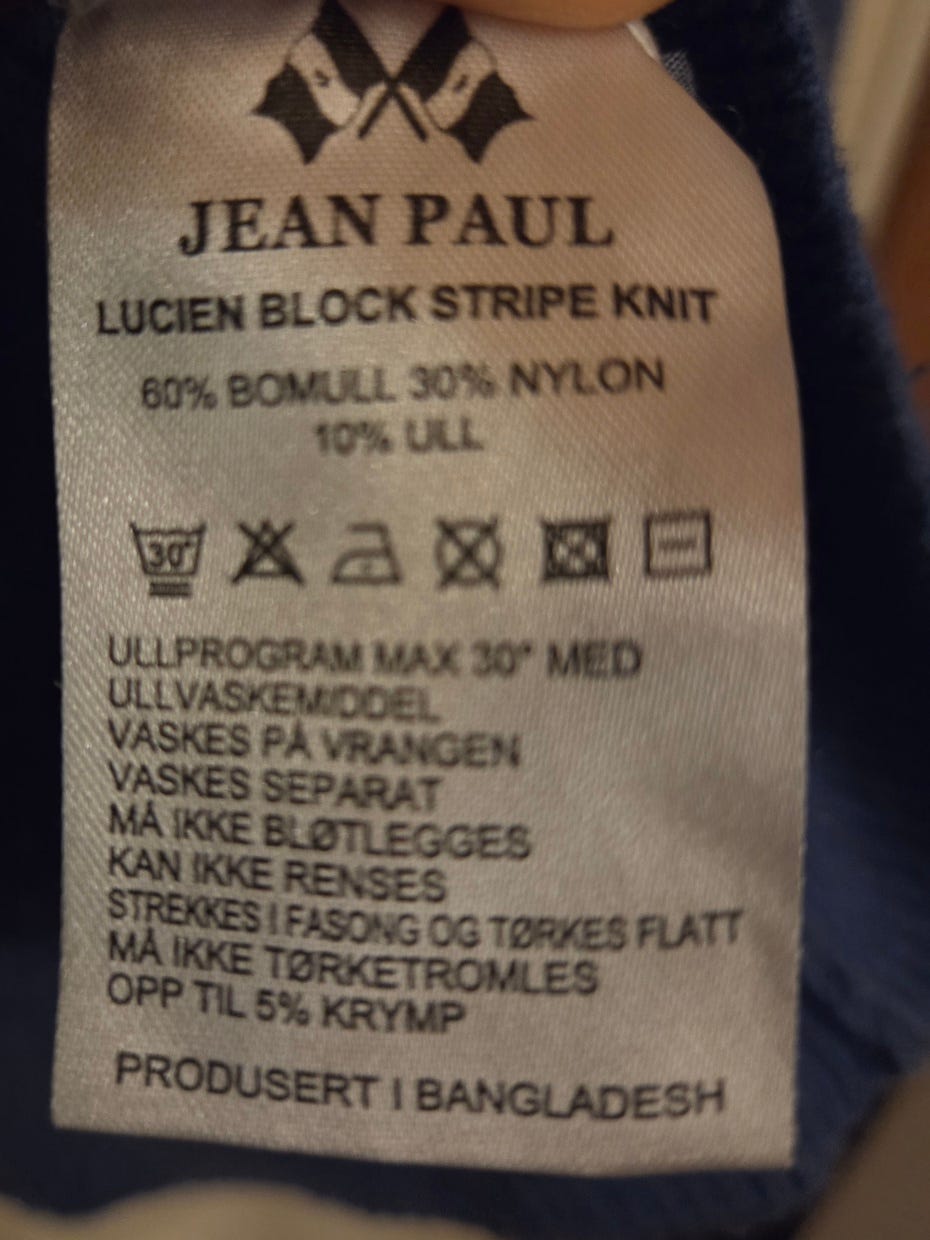 JEAN PAUL
LUCIEN BLOCK STRIPE KNIT
60% BOMULL 30% NYLON
10% ULL
30°
ULLPROGRAM MAX 30° MED
ULLVASKEMIDDEL
VASKES PÅ VRANGEN
VASKES SEPARAT
MÅ IKKE BLØTLEGGES
KAN IKKE RENSES
STREKKES I FASONG OG TØRKES FLATT
MÅ IKKE TØRKETROMLES
OPP TIL 5% KRYMP
PRODUSERT I BANGLADESH